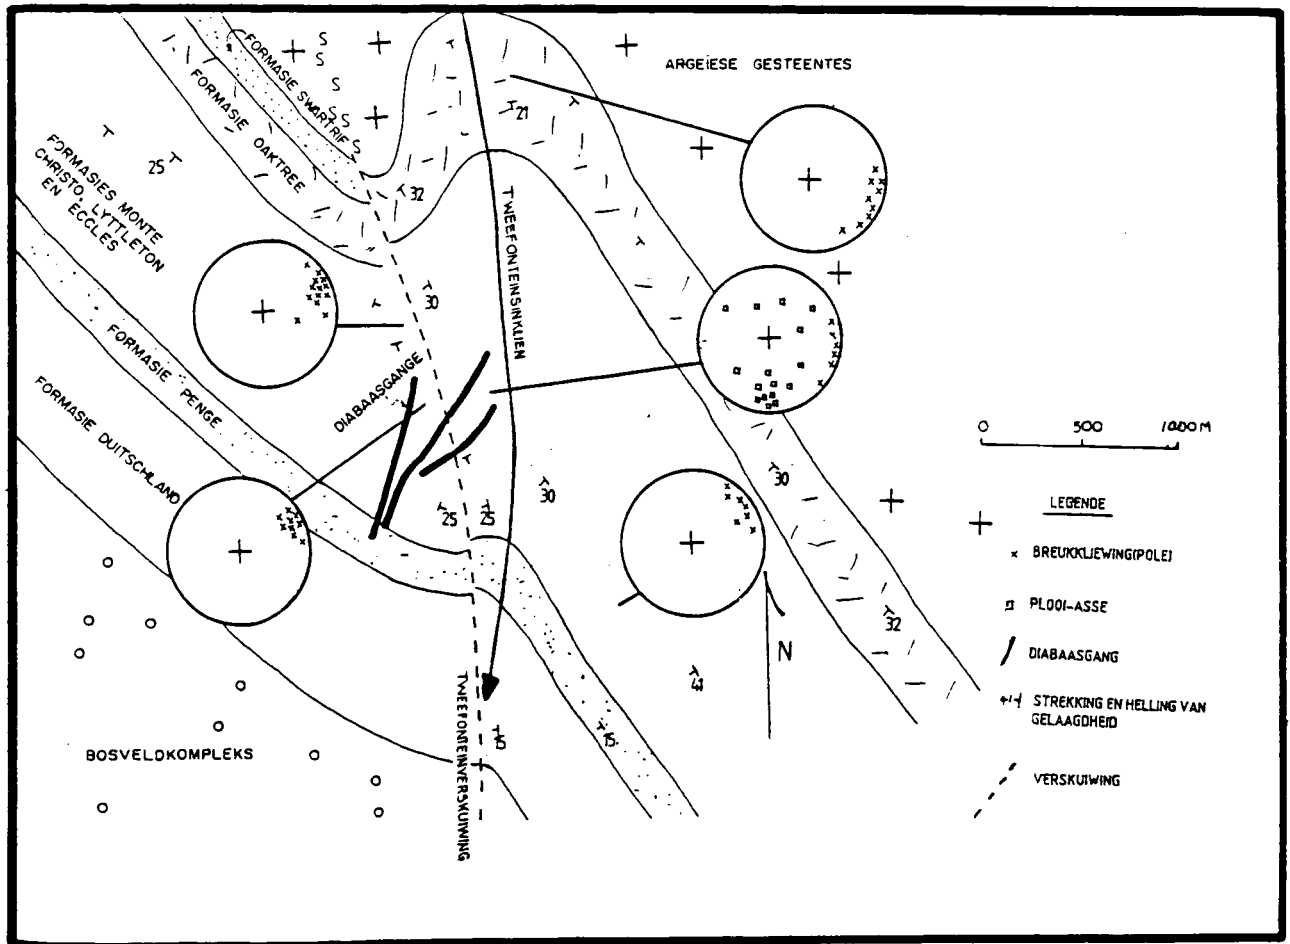 ARGEÏESE GESTEENTES
FORMASIE SWARTRIF
FORMASIE OAKTREE
FORMASIES MONTE
CHRISTO, LYTTLETON
EN ECCLES
FORMASIE PENGE
FORMASIE DUITSCHLAND
BOSVELDKOMPLEKS
DIABAASGANGE
TWEEFONTEINSINKLIEN
TWEEFONTEINVERSKUIWING
S
S
S
S S
S
21
32
25
30
30
25
25
30
32
41
15
15
N
0 500 1000 M
LEGENDE
x BREUKKLIEWING(POLE)
PLOOI-ASSE
DIABAASGANG
STREKKING EN HELLING VAN
GELAAGDHEID
VERSKUIWING